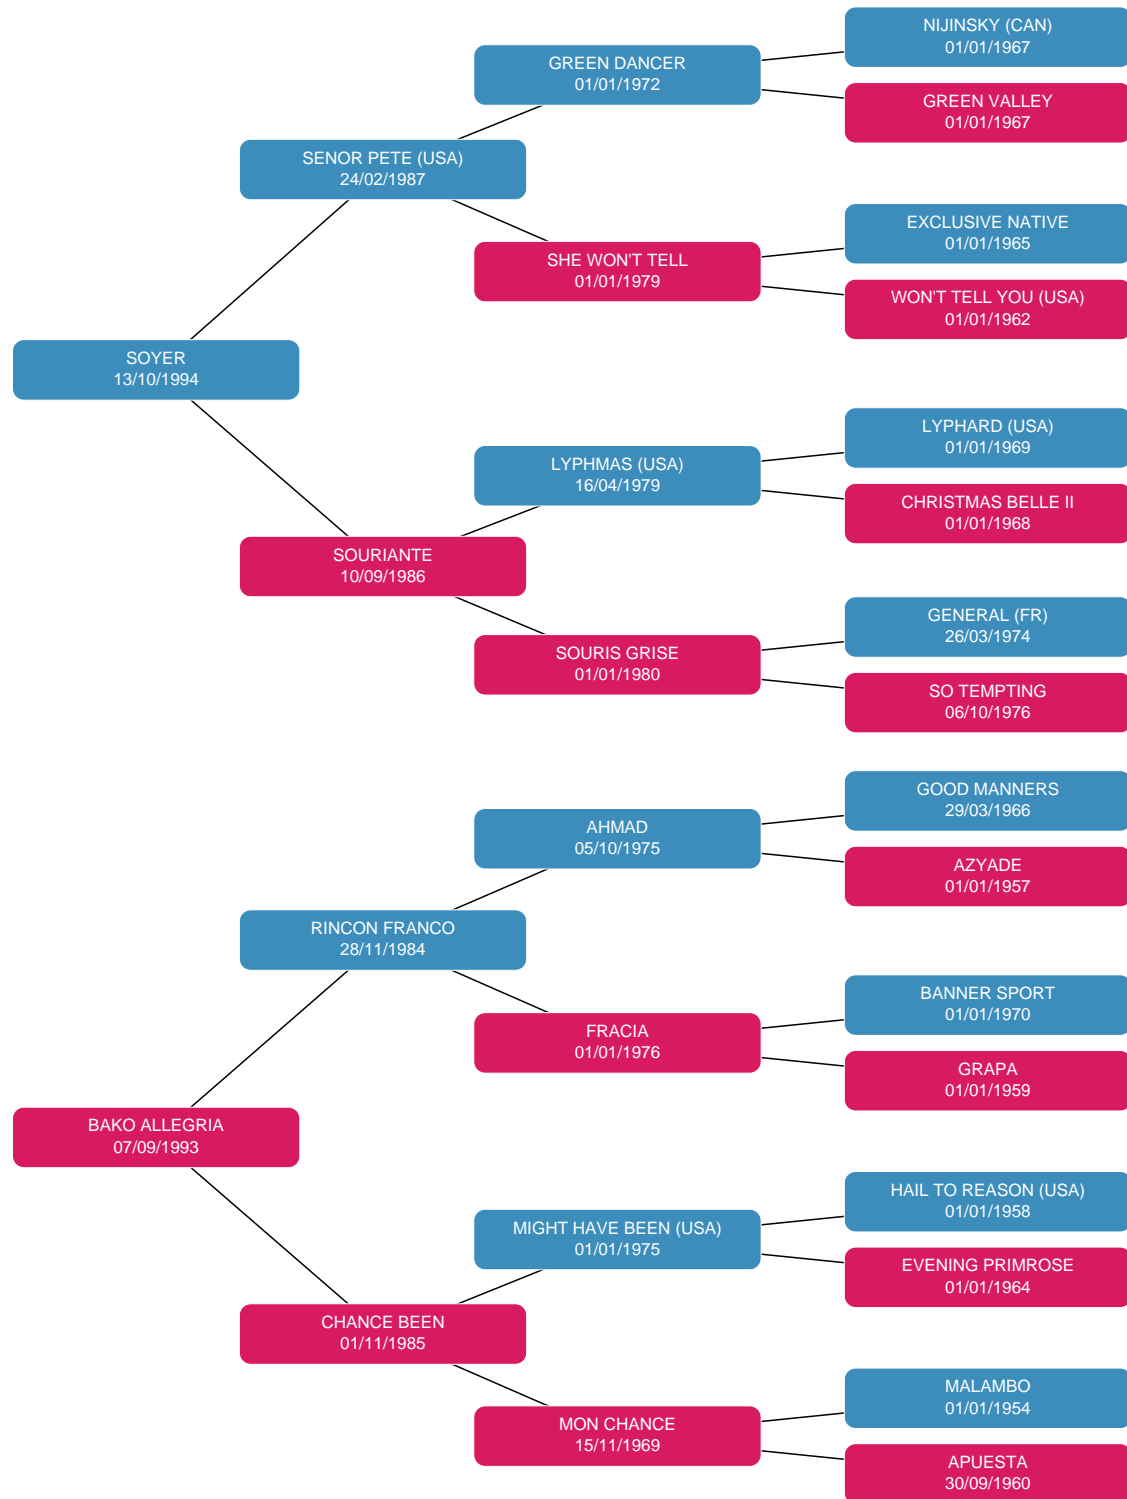 NIJINSKY (CAN)
01/01/1967
GREEN DANCER
01/01/1972
GREEN VALLEY
01/01/1967
SENOR PETE (USA)
24/02/1987
EXCLUSIVE NATIVE
01/01/1965
SHE WON'T TELL
01/01/1979
WON'T TELL YOU (USA)
01/01/1962
SOYER
13/10/1994
LYPHARD (USA)
01/01/1969
LYPHMAS (USA)
16/04/1979
CHRISTMAS BELLE II
01/01/1968
SOURIANTE
10/09/1986
GENERAL (FR)
26/03/1974
SOURIS GRISE
01/01/1980
SO TEMPTING
06/10/1976
GOOD MANNERS
29/03/1966
AHMAD
05/10/1975
AZYADE
01/01/1957
RINCON FRANCO
28/11/1984
BANNER SPORT
01/01/1970
FRACIA
01/01/1976
GRAPA
01/01/1959
BAKO ALLEGRIA
07/09/1993
HAIL TO REASON (USA)
01/01/1958
MIGHT HAVE BEEN (USA)
01/01/1975
EVENING PRIMROSE
01/01/1964
CHANCE BEEN
01/11/1985
MALAMBO
01/01/1954
MON CHANCE
15/11/1969
APUESTA
30/09/1960